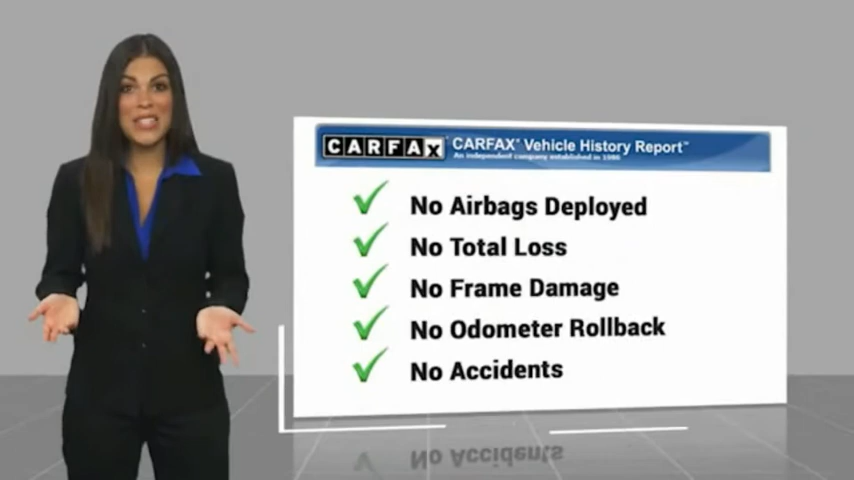 CARFAX CARFAX® Vehicle History Report™
An independent company established in 1986
No Airbags Deployed
No Total Loss
No Frame Damage
No Odometer Rollback
No Accidents
No Accidents